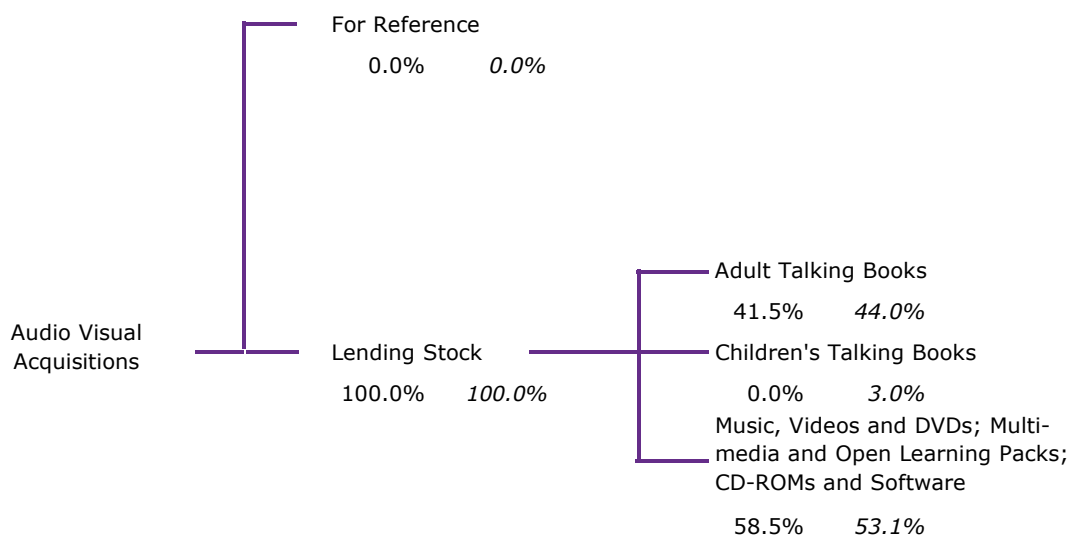 For Reference
0.0% 0.0%
Audio Visual
Acquisitions
Lending Stock
100.0% 100.0%
Adult Talking Books
41.5% 44.0%
Children's Talking Books
0.0% 3.0%
Music, Videos and DVDs; Multi-
media and Open Learning Packs;
CD-ROMs and Software
58.5% 53.1%